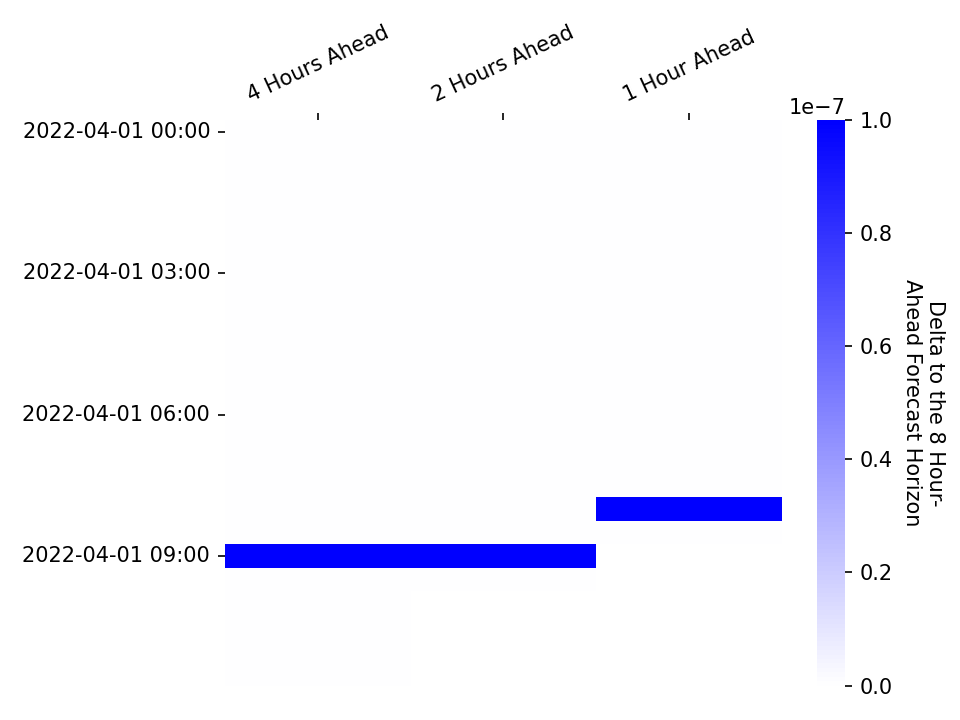 4 Hours Ahead
2 Hours Ahead
1 Hour Ahead
2022-04-01 00:00
2022-04-01 03:00
2022-04-01 06:00
2022-04-01 09:00
1e−7
1.0
0.8
0.6
0.4
0.2
0.0
Delta to the 8 Hour-
Ahead Forecast Horizon